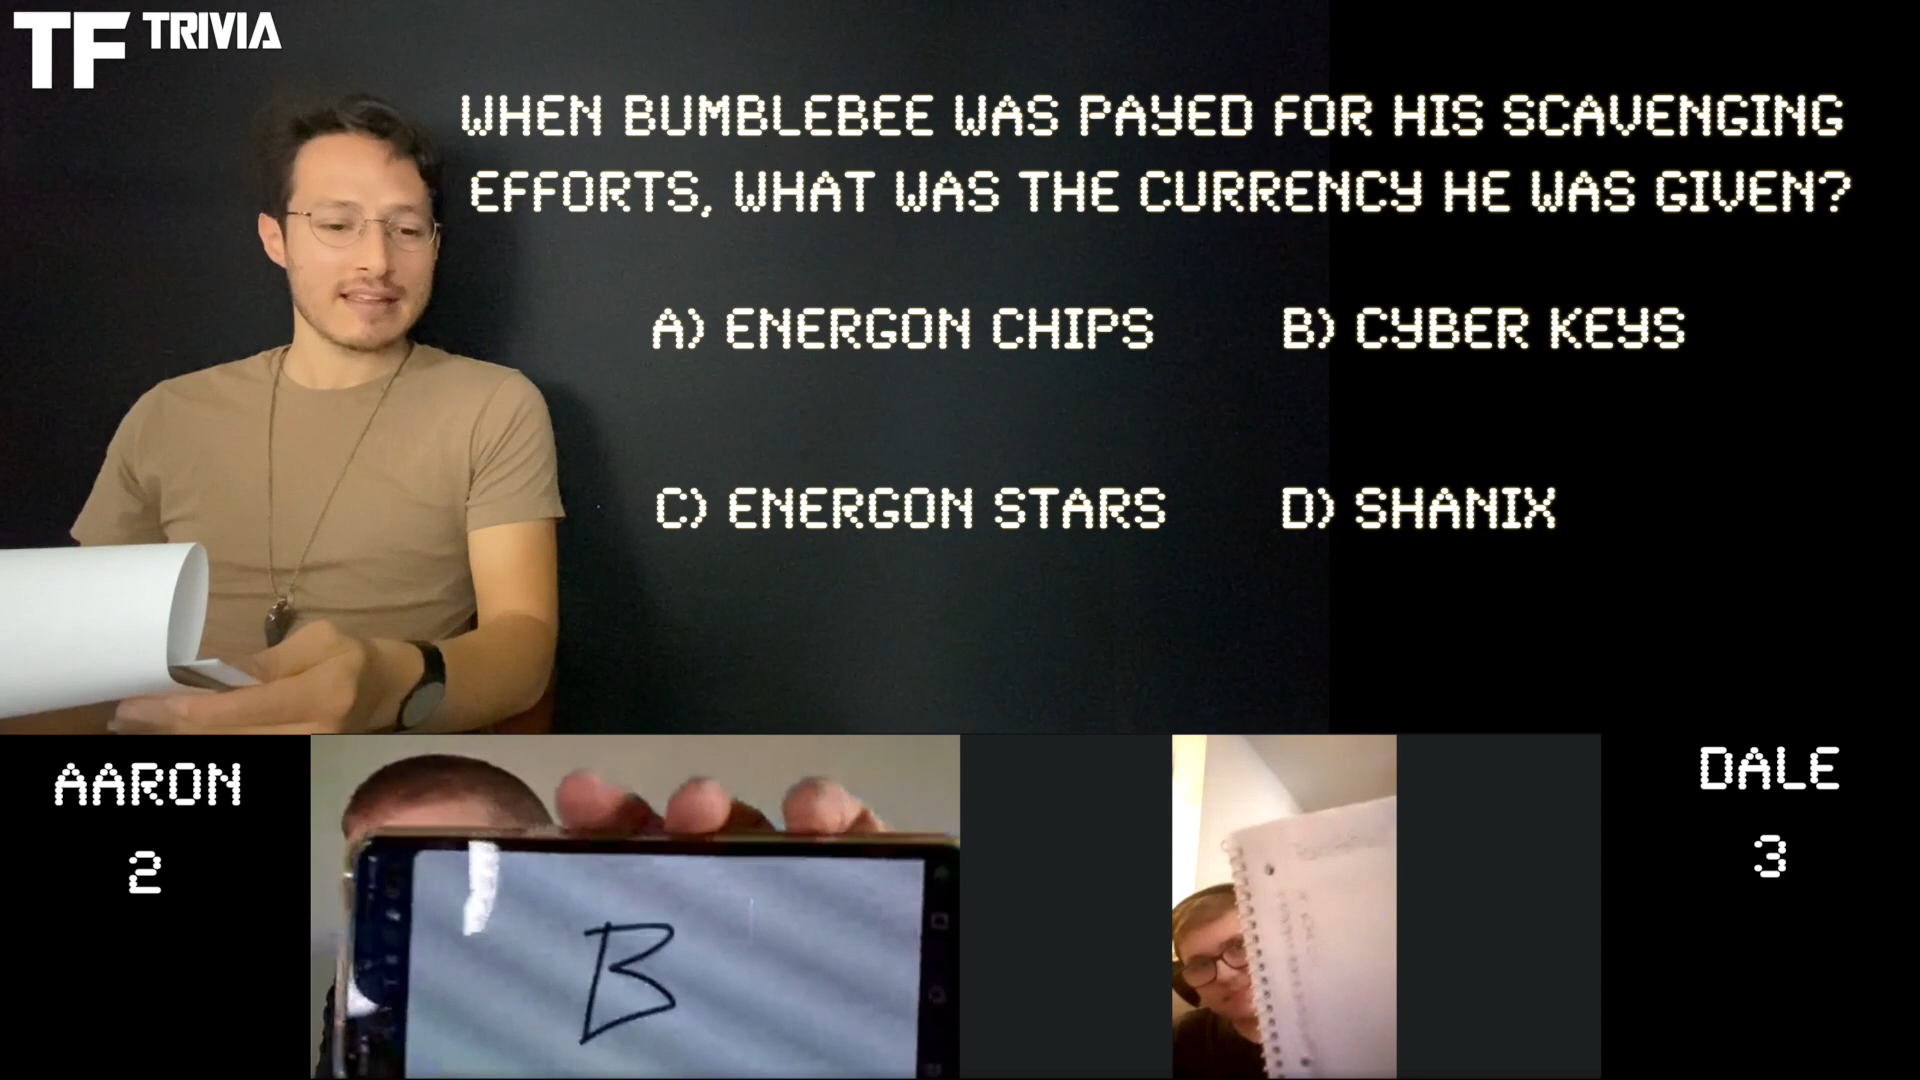 TF TRIVIA
WHEN BUMBLEBEE WAS PAYED FOR HIS SCAVENGING
EFFORTS, WHAT WAS THE CURRENCY HE WAS GIVEN?
A) ENERGON CHIPS
B) CYBER KEYS
C) ENERGON STARS
D) SHANIX
AARON
2
B
DALE
3